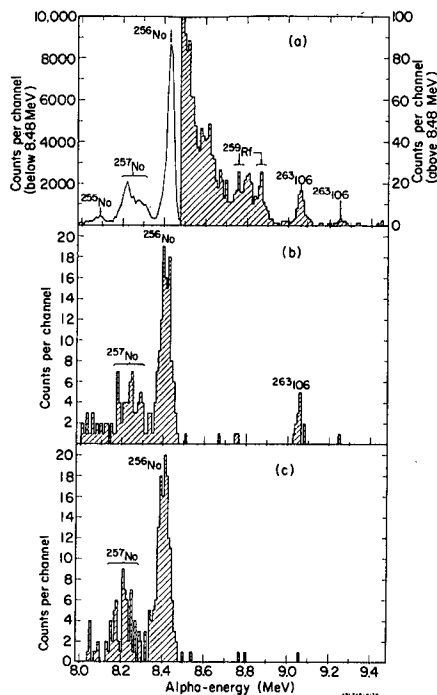 10,000
8000
6000
4000
2000
Counts per channel
(below 8.48 MeV)
100
80
60
40
20
0
Counts per channel
(above 8.48 MeV)
(a)
²⁵⁶No
²⁵⁷No
²⁵⁵No
²⁵⁹Rf
²⁶³106
²⁶³106
20
18
16
14
12
10
8
6
4
2
Counts per channel
(b)
²⁵⁶No
²⁵⁷No
²⁶³106
20
18
16
14
12
10
8
6
4
2
0
Counts per channel
(c)
²⁵⁶No
²⁵⁷No
8.0 8.2 8.4 8.6 8.8 9.0 9.2 9.4
Alpha-energy (MeV)